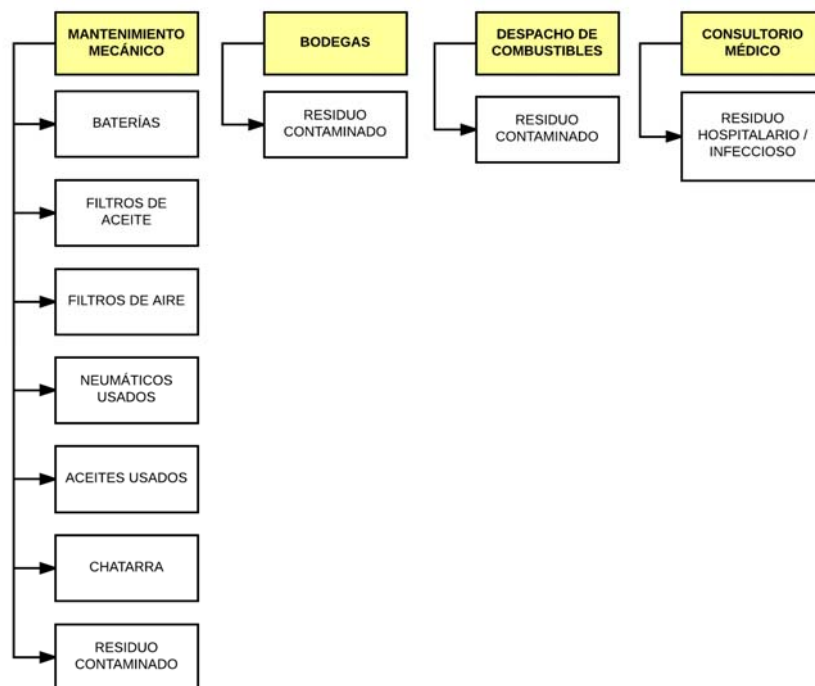 MANTENIMIENTO
MECÁNICO
BATERÍAS
FILTROS DE
ACEITE
FILTROS DE AIRE
NEUMÁTICOS
USADOS
ACEITES USADOS
CHATARRA
RESIDUO
CONTAMINADO
BODEGAS
RESIDUO
CONTAMINADO
DESPACHO DE
COMBUSTIBLES
RESIDUO
CONTAMINADO
CONSULTORIO
MÉDICO
RESIDUO
HOSPITALARIO /
INFECCIOSO